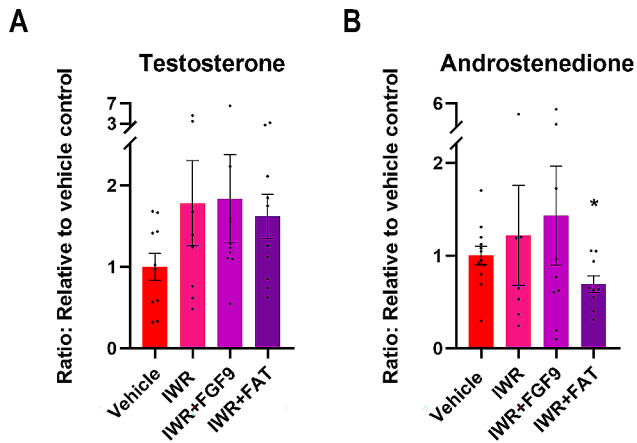 A
B
Testosterone
Androstenedione
Ratio: Relative to vehicle control
7
3
2
1
0
Vehicle
IWR
IWR+FGF9
IWR+FAT
Ratio: Relative to vehicle control
6
2
1
0
*
Vehicle
IWR
IWR+FGF9
IWR+FAT